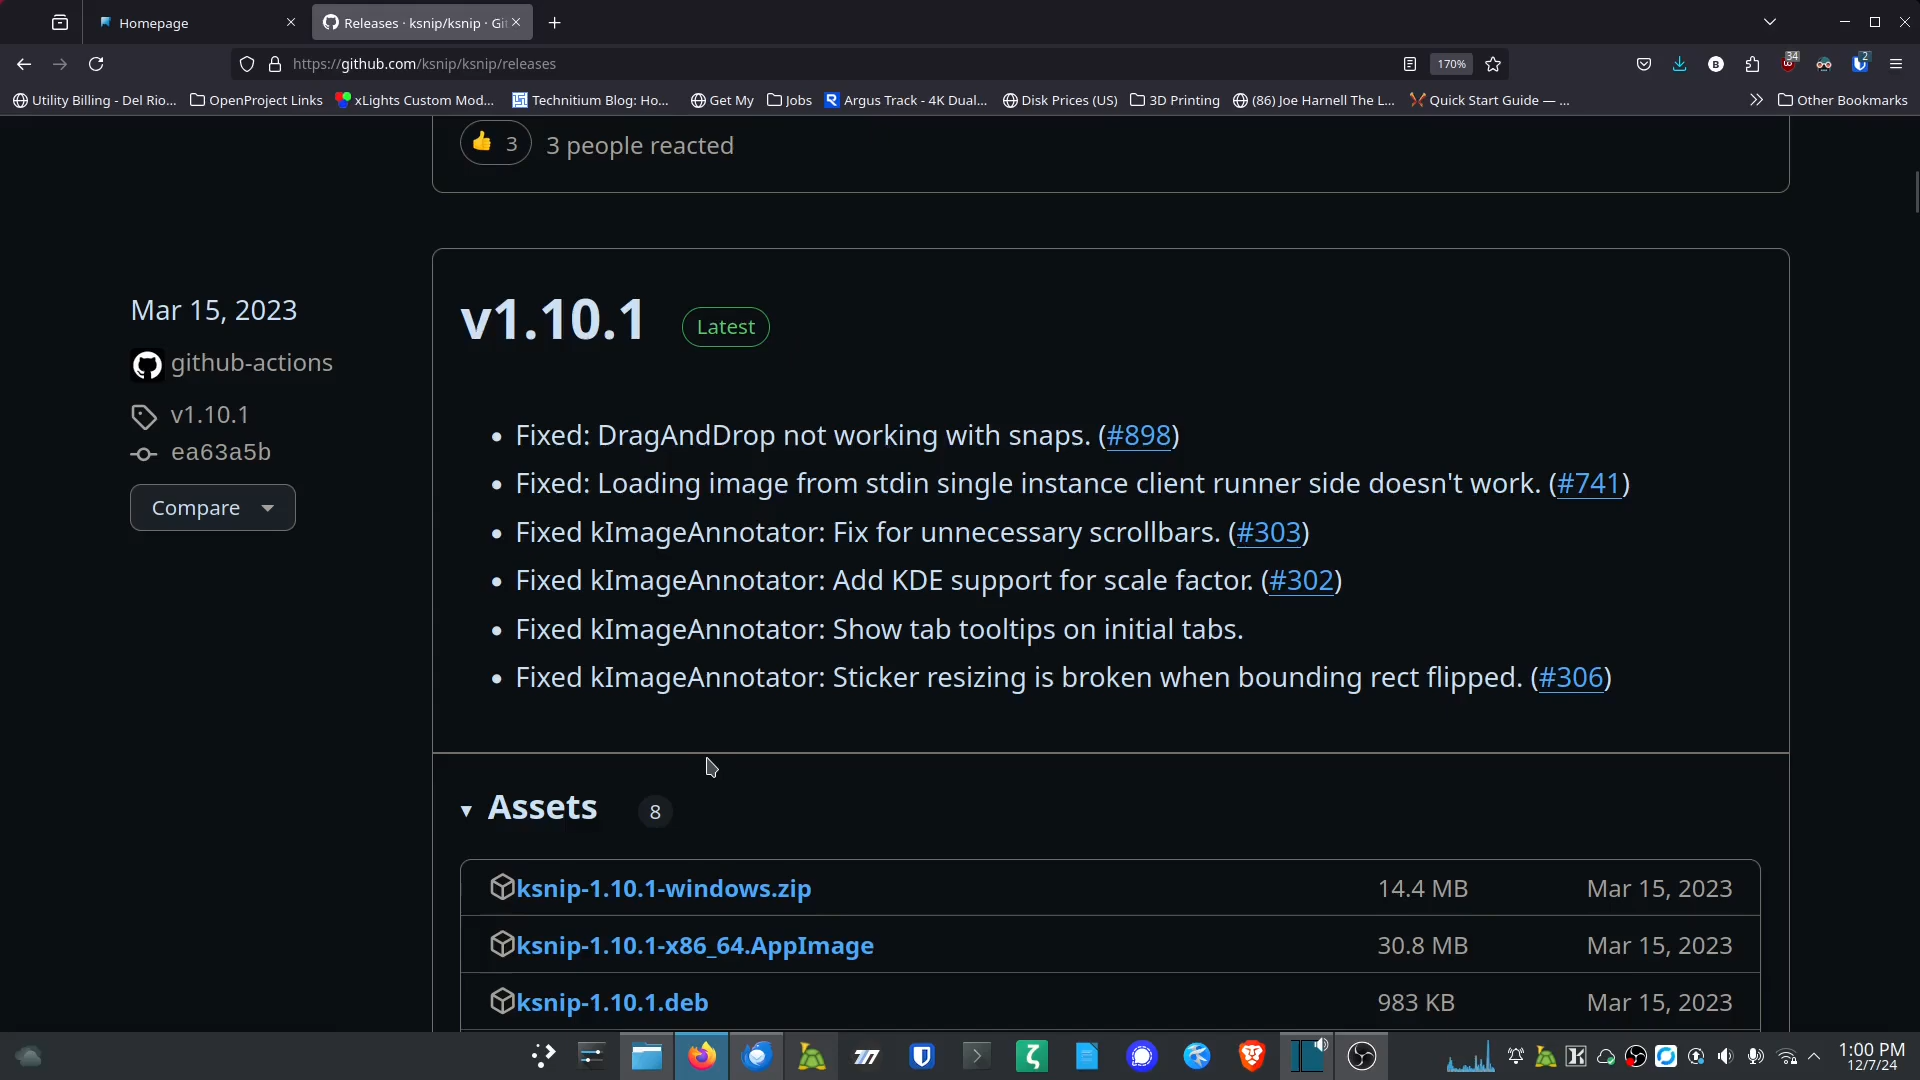 Homepage
Releases · ksnip/ksnip · Git
https://github.com/ksnip/ksnip/releases
170%
34
2
Utility Billing - Del Rio...
OpenProject Links
xLights Custom Mod...
Technitium Blog: Ho...
Get My
Jobs
Argus Track - 4K Dual...
Disk Prices (US)
3D Printing
(86) Joe Harnell The L...
Quick Start Guide — ...
Other Bookmarks
3
3 people reacted
Mar 15, 2023
github-actions
v1.10.1
ea63a5b
Compare
v1.10.1
Latest
Fixed: DragAndDrop not working with snaps. (#898)
Fixed: Loading image from stdin single instance client runner side doesn't work. (#741)
Fixed kImageAnnotator: Fix for unnecessary scrollbars. (#303)
Fixed kImageAnnotator: Add KDE support for scale factor. (#302)
Fixed kImageAnnotator: Show tab tooltips on initial tabs.
Fixed kImageAnnotator: Sticker resizing is broken when bounding rect flipped. (#306)
Assets
8
ksnip-1.10.1-windows.zip
14.4 MB
Mar 15, 2023
ksnip-1.10.1-x86_64.AppImage
30.8 MB
Mar 15, 2023
ksnip-1.10.1.deb
983 KB
Mar 15, 2023
1:00 PM
12/7/24